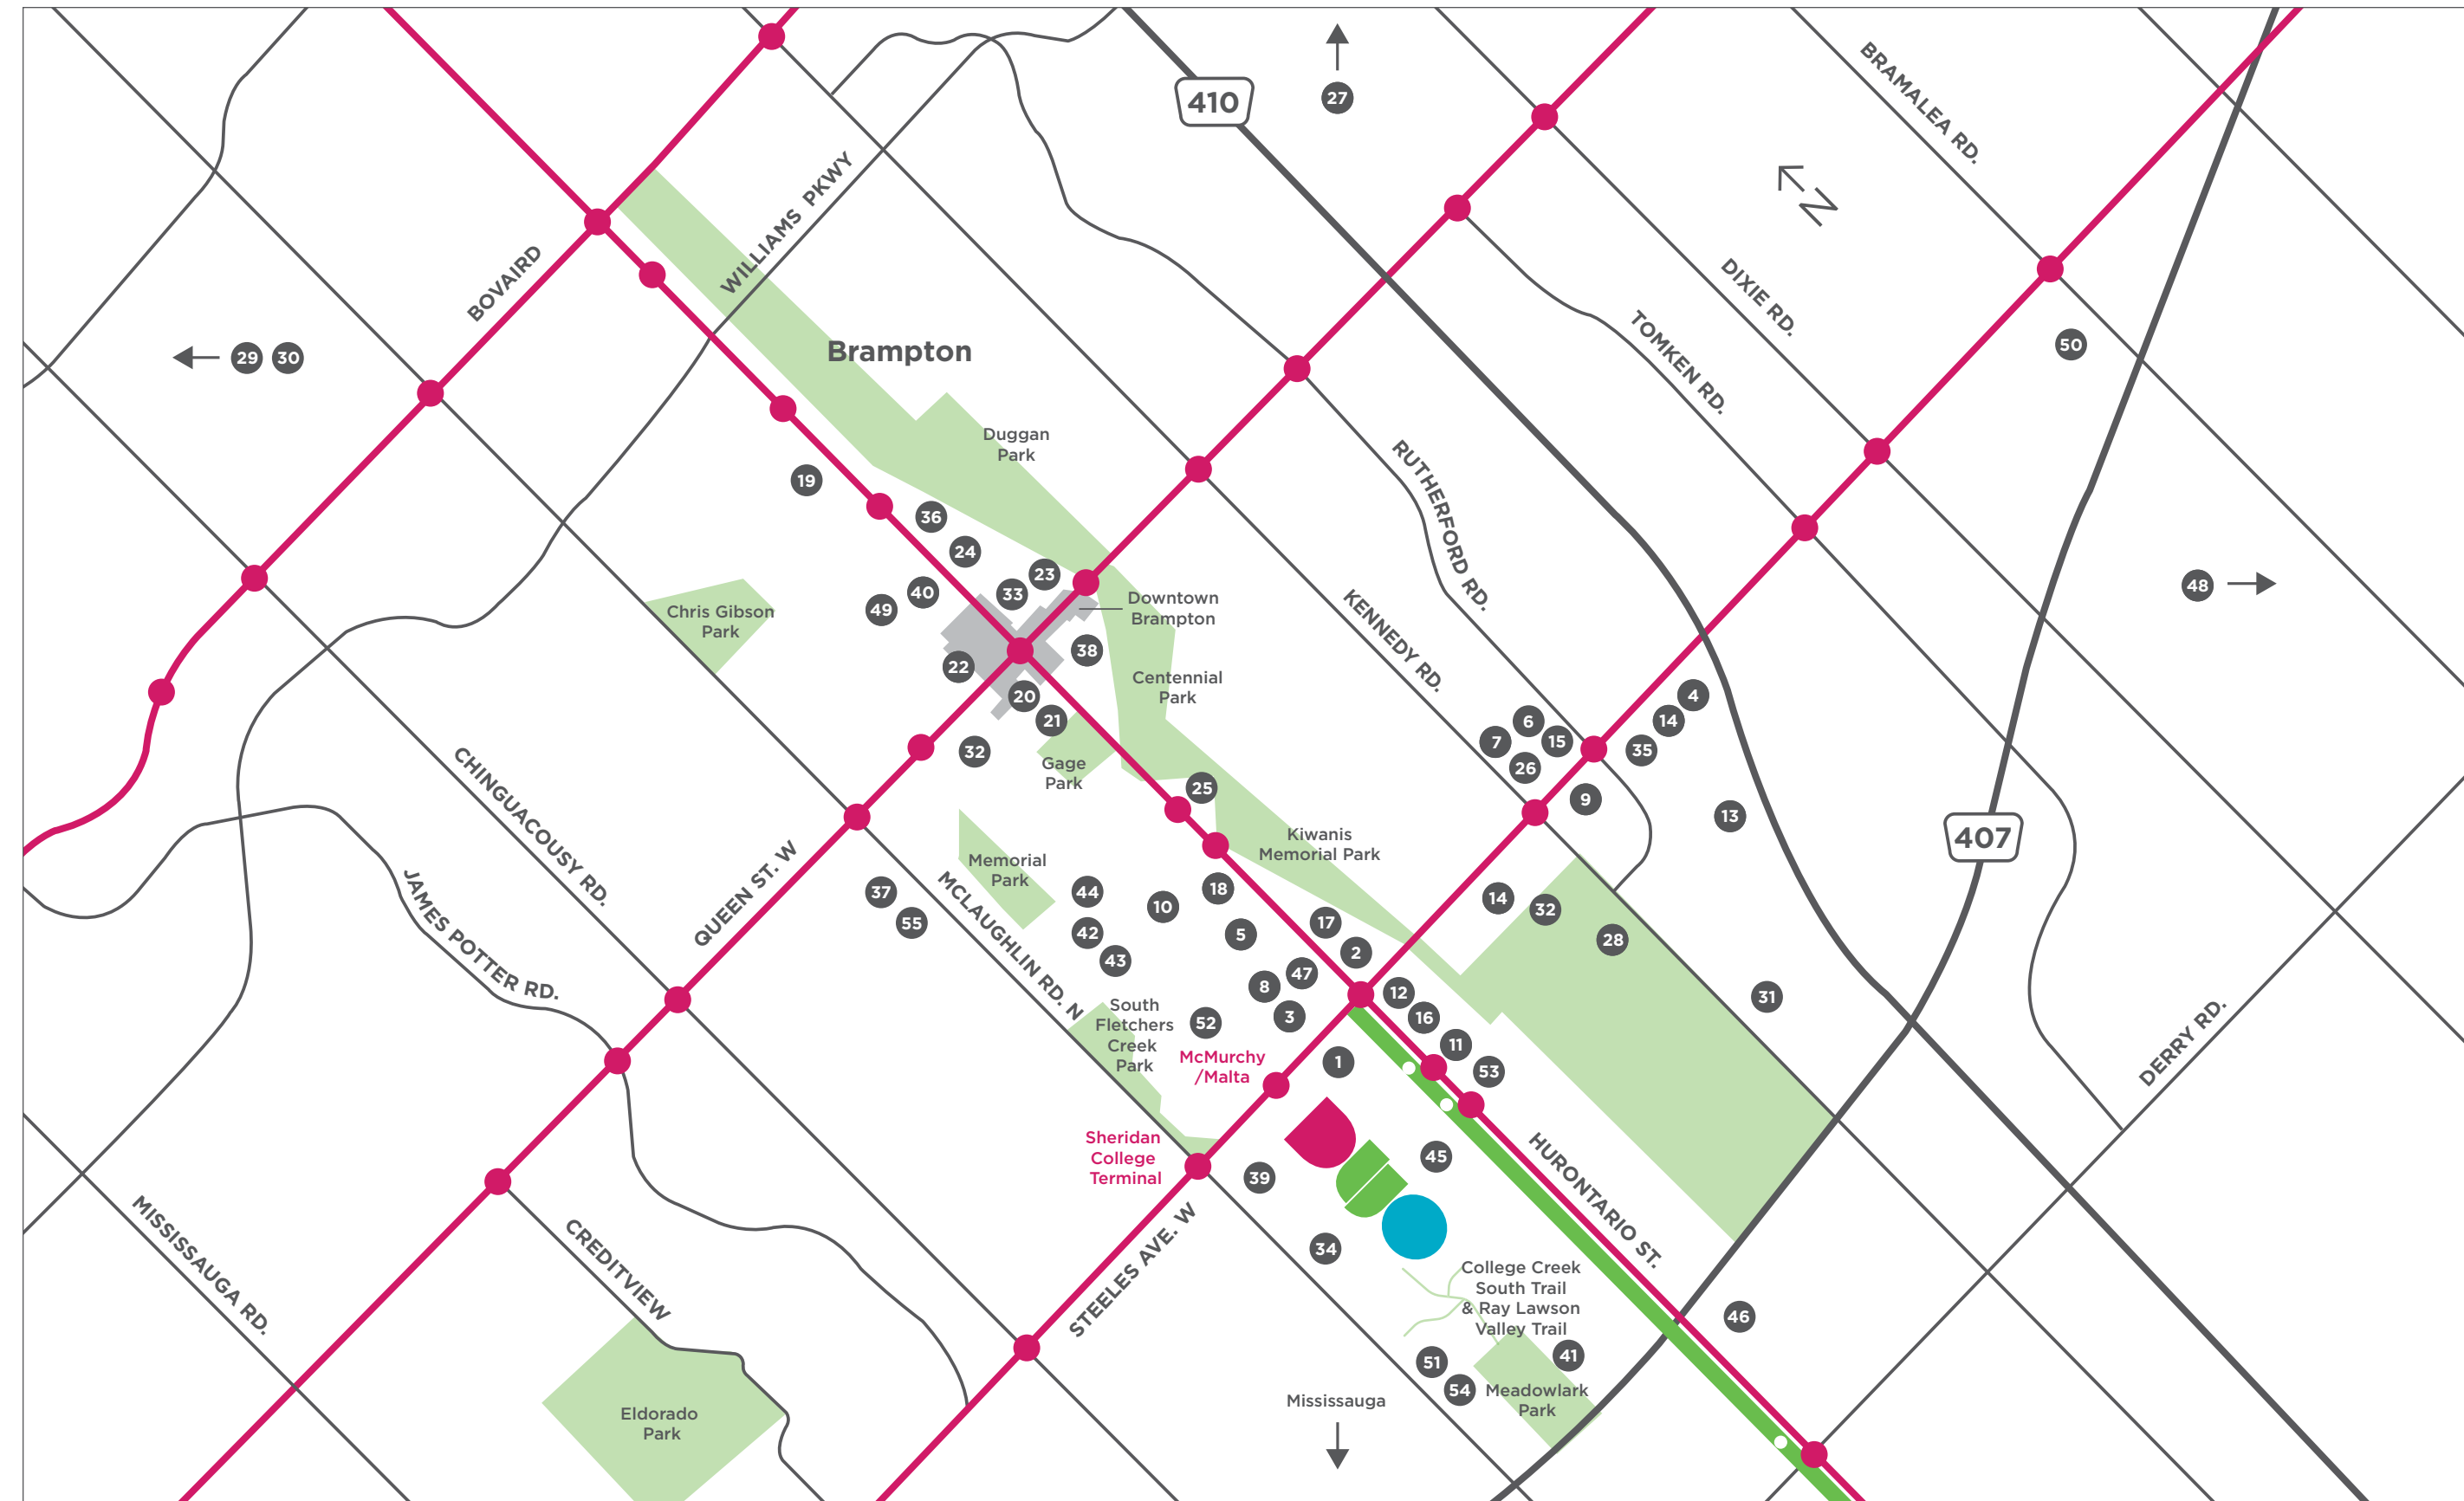 410
27
BRAMALEA RD.
N
WILLIAMS PKWY
BOVAIRD
DIXIE RD.
TOMKEN RD.
50
29
30
Brampton
Duggan
Park
19
36
24
23
33
40
49
RUTHERFORD RD.
48
Chris Gibson
Park
Downtown
Brampton
KENNEDY RD.
38
22
20
21
32
Centennial
Park
Gage
Park
4
14
35
6
7
15
26
9
13
407
25
CHINGUACOUSY RD.
QUEEN ST. W
JAMES POTTER RD.
MCLAUGHLIN RD. N
Memorial
Park
Kiwanis
Memorial Park
37
55
44
42
43
10
18
5
17
2
47
8
3
14
32
28
31
12
16
11
53
South
Fletchers
Creek
Park
52
McMurchy
/Malta
1
DERRY RD.
Sheridan
College
Terminal
39
45
HURONTARIO ST.
34
MISSISSAUGA RD.
CREDITVIEW
STEELES AVE. W
College Creek
South Trail
& Ray Lawson
Valley Trail
46
41
51
54
Meadowlark
Park
Mississauga
Eldorado
Park